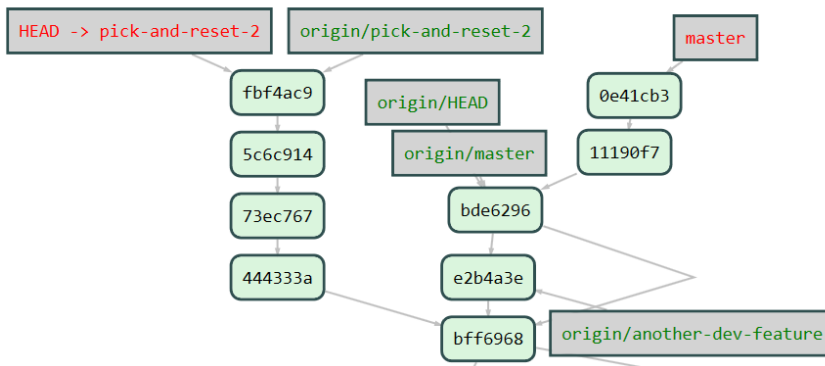 HEAD -> pick-and-reset-2
origin/pick-and-reset-2
master
fbf4ac9
origin/HEAD
0e41cb3
5c6c914
origin/master
11190f7
73ec767
bde6296
444333a
e2b4a3e
bff6968
origin/another-dev-feature